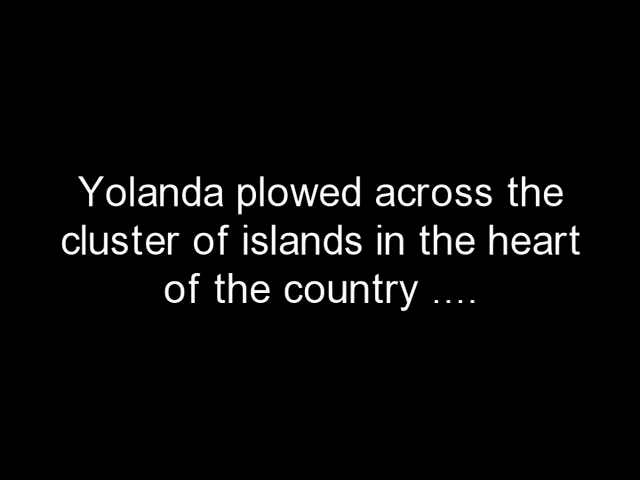 Yolanda plowed across the
cluster of islands in the heart
of the country ....